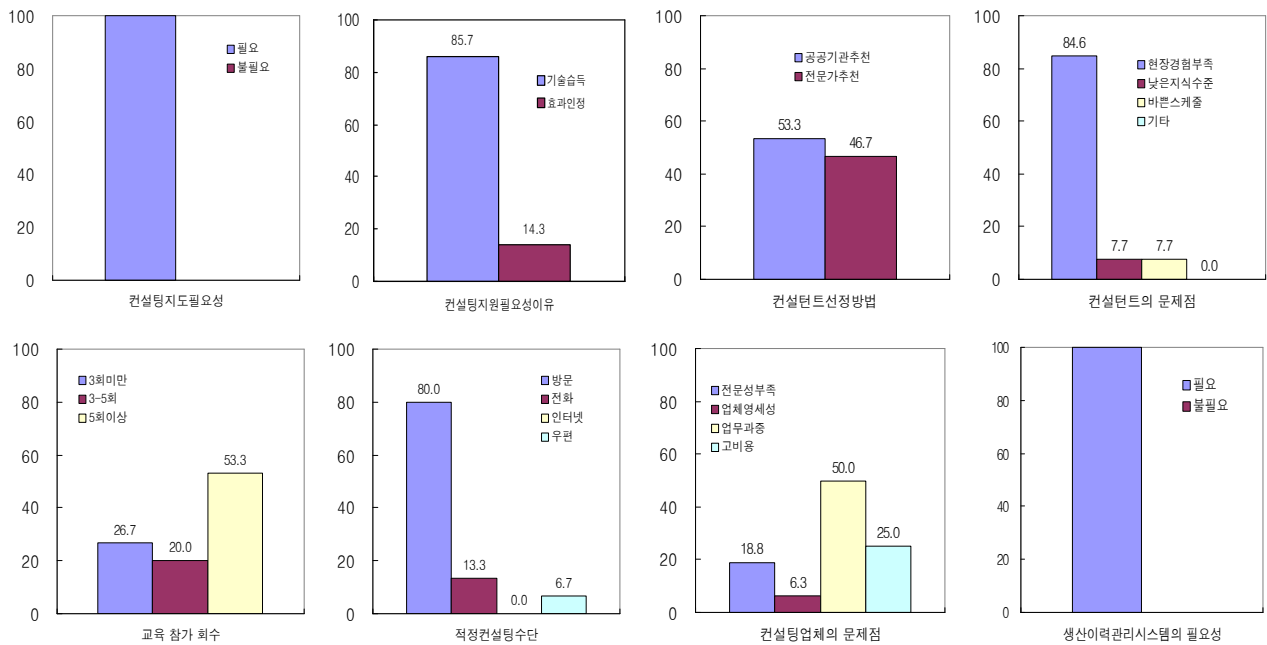 100
80
60
40
20
0
필요
불필요
컨설팅지도필요성
100
80
60
40
20
0
85.7
14.3
기술습득
효과인정
컨설팅지원필요성이유
100
80
60
40
20
0
53.3
46.7
공공기관추천
전문가추천
컨설턴트선정방법
100
80
60
40
20
0
84.6
7.7
7.7
0.0
현장경험부족
낮은지식수준
바쁜스케줄
기타
컨설턴트의 문제점
100
80
60
40
20
0
3회미만
3-5회
5회이상
26.7
20.0
53.3
교육 참가 회수
100
80
60
40
20
0
80.0
13.3
0.0
6.7
방문
전화
인터넷
우편
적정컨설팅수단
100
80
60
40
20
0
전문성부족
업체영세성
업무과중
고비용
18.8
6.3
50.0
25.0
컨설팅업체의 문제점
100
80
60
40
20
0
필요
불필요
생산이력관리시스템의 필요성